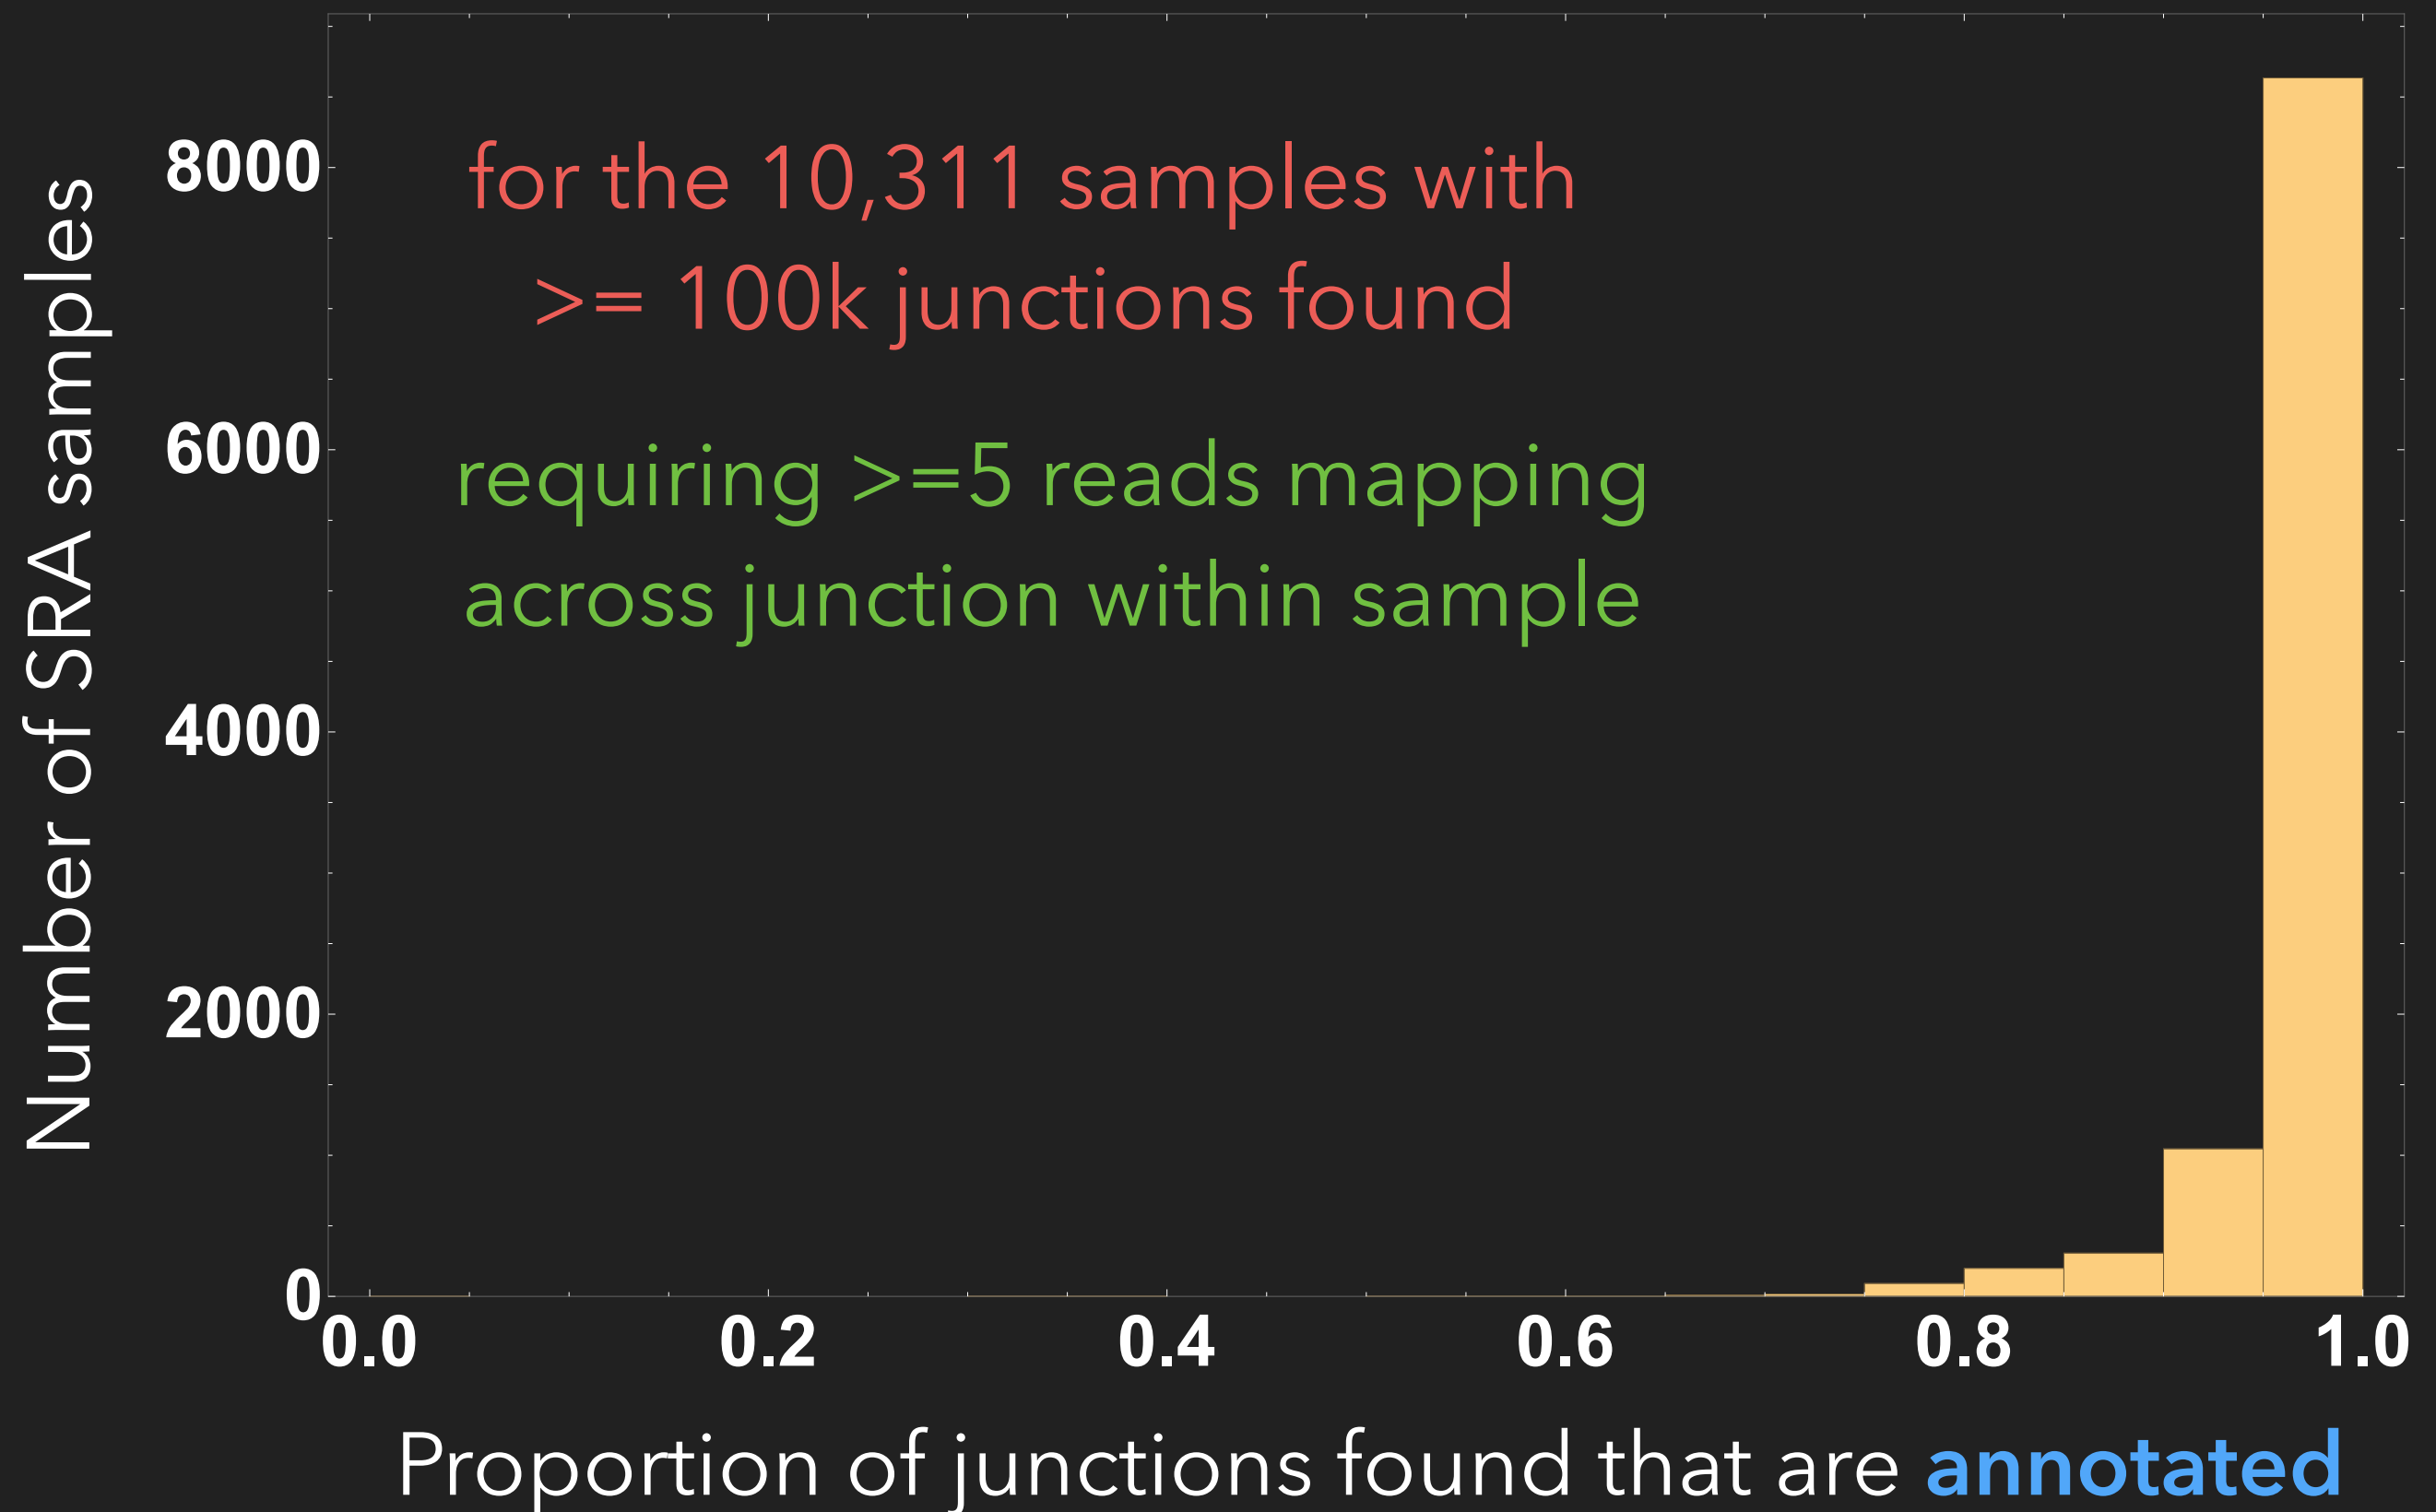 for the 10,311 samples with
>= 100k junctions found
requiring >=5 reads mapping
across junction within sample
Number of SRA samples
8000
6000
4000
2000
0
0.0 0.2 0.4 0.6 0.8 1.0
Proportion of junctions found that are annotated